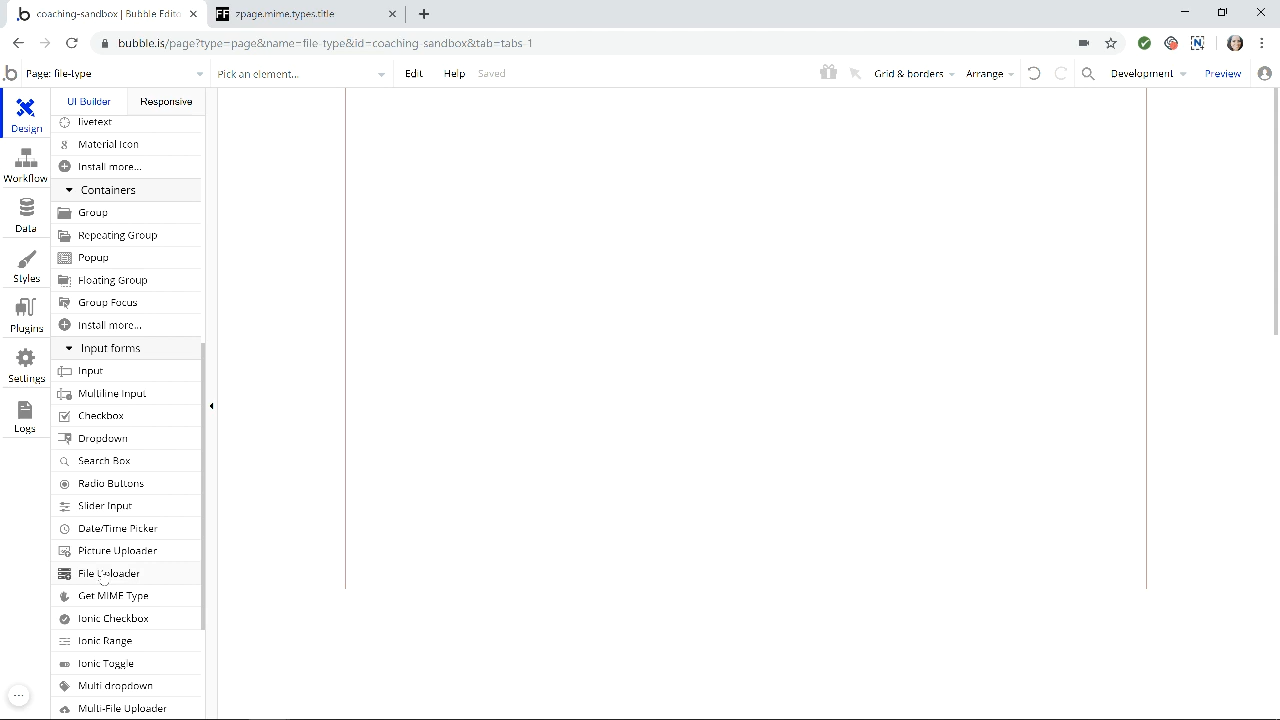 coaching-sandbox | Bubble Edito
zpage.mime.types.title
bubble.is/page?type=page&name=file type&id=coaching sandbox&tab=tabs 1
Page: file-type
Pick an element...
Edit
Help
Saved
Grid & borders
Arrange
Development
Preview
UI Builder
Responsive
Design
Workflow
Data
Styles
Plugins
Settings
Logs
livetext
Material Icon
Install more...
Containers
Group
Repeating Group
Popup
Floating Group
Group Focus
Install more...
Input forms
Input
Multiline Input
Checkbox
Dropdown
Search Box
Radio Buttons
Slider Input
Date/Time Picker
Picture Uploader
File Uploader
Get MIME Type
Ionic Checkbox
Ionic Range
Ionic Toggle
Multi dropdown
Multi-File Uploader